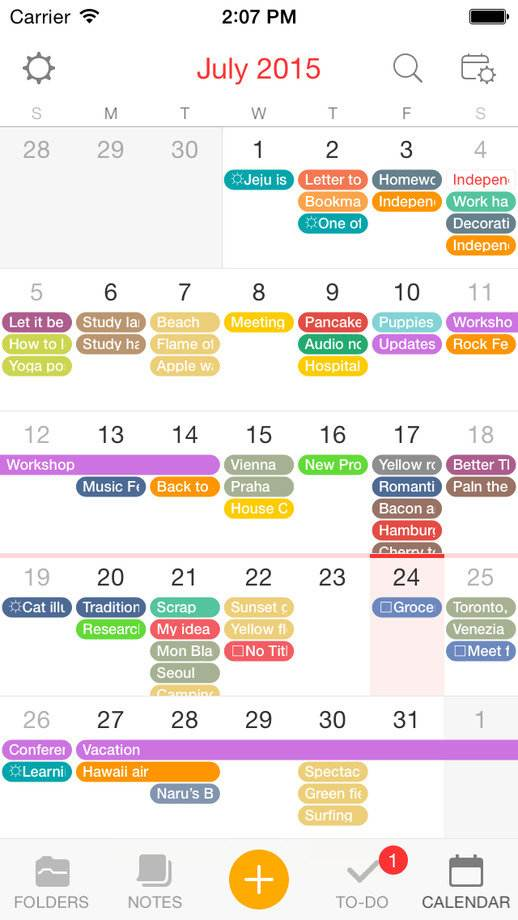 Carrier 2:07 PM
July 2015
S M T W T F S
28 29 30 1 2 3 4
Jeju is Letter to Homewo Indepen
Bookma Indepen Work ha
One of Decorati
Indepen
5 6 7 8 9 10 11
Let it be Study la Beach Meeting Pancake Puppies Worksho
How to l Study ha Flame of Audio no Updates Rock Fe
Yoga po Apple wa Hospital
12 13 14 15 16 17 18
Workshop Vienna New Pro Yellow ro Better Tl
Music Fe Back to Praha Romanti Paln the
House C Bacon a
Hamburg
Cherry t
19 20 21 22 23 24 25
Cat illu Tradition Scrap Sunset g Groce Toronto,
Researc My idea Yellow fl Venezia
Mon Bla No Titl Meet f
Seoul
Camping
26 27 28 29 30 31 1
Conferen Vacation
Learni Hawaii air Spectac
Naru's B Green fie
Surfing
1
FOLDERS NOTES TO-DO CALENDAR